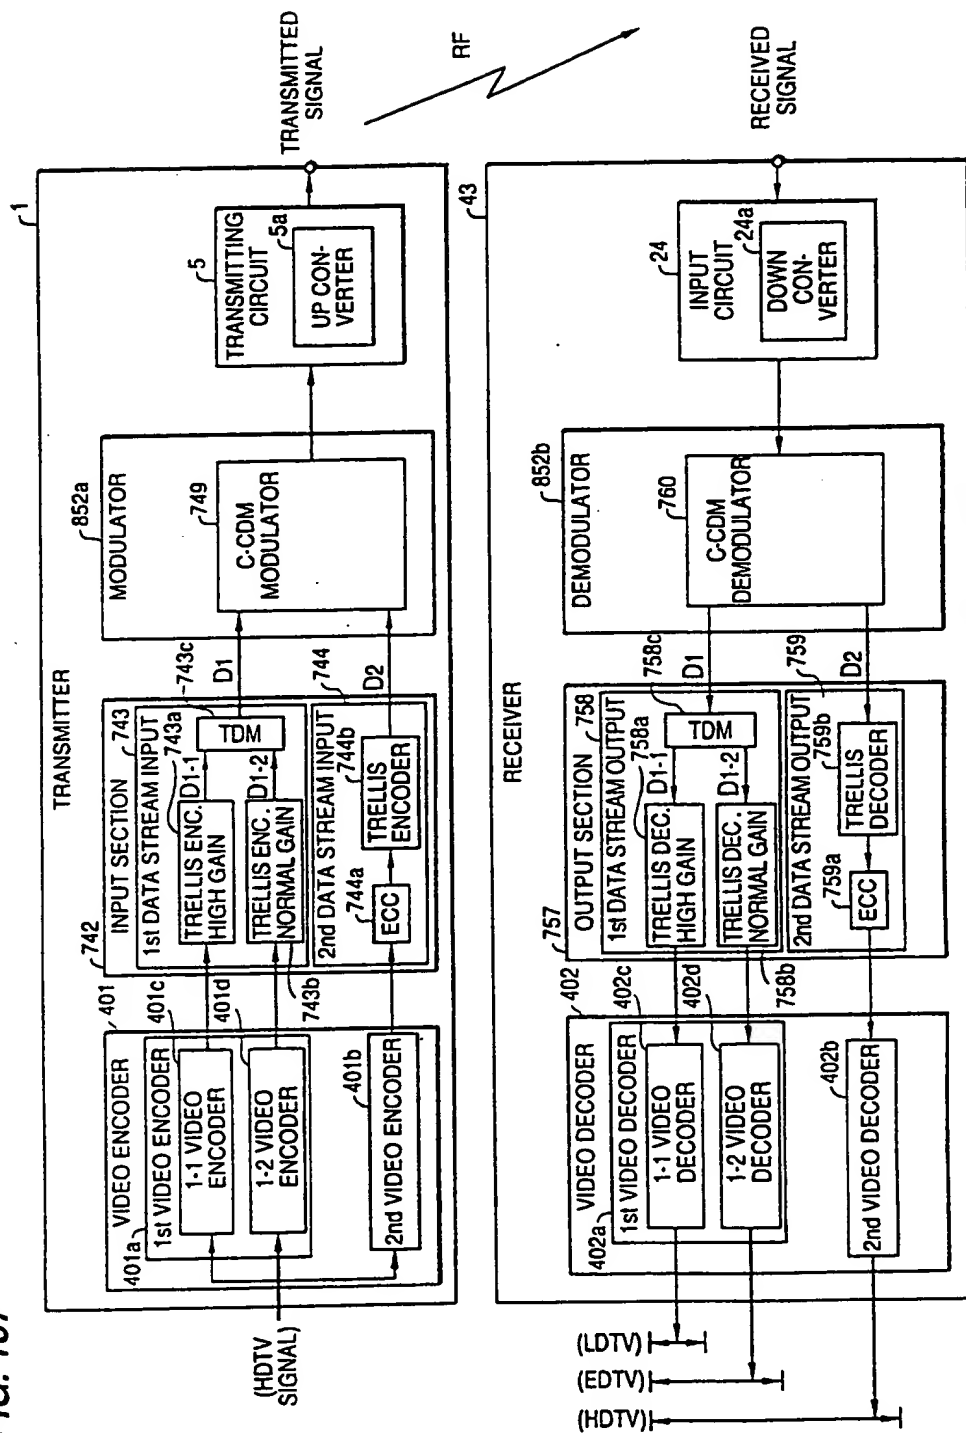 TRANSMITTER
1
VIDEO ENCODER
401
401a
1st VIDEO ENCODER
401c
1-1 VIDEO
ENCODER
401d
1-2 VIDEO
ENCODER
401b
2nd VIDEO ENCODER
(HDTV
SIGNAL)
742
INPUT SECTION
743
1st DATA STREAM INPUT
743a
TRELLIS ENC.
HIGH GAIN
D1-1
743c
TDM
TRELLIS ENC.
NORMAL GAIN
D1-2
743b
744
2nd DATA STREAM INPUT
744a
ECC
744b
TRELLIS
ENCODER
D1
D2
MODULATOR
852a
749
C-CDM
MODULATOR
5
TRANSMITTING
CIRCUIT
5a
UP CON-
VERTER
TRANSMITTED
SIGNAL
RF
RECEIVER
43
RECEIVED
SIGNAL
24
INPUT
CIRCUIT
24a
DOWN
CON-
VERTER
DEMODULATOR
852b
760
C-CDM
DEMODULATOR
D1
D2
757
OUTPUT SECTION
758
1st DATA STREAM OUTPUT
758a
TRELLIS DEC.
HIGH GAIN
D1-1
758c
TDM
TRELLIS DEC.
NORMAL GAIN
D1-2
758b
759
2nd DATA STREAM OUTPUT
759a
ECC
759b
TRELLIS
DECODER
VIDEO DECODER
402
402a
1st VIDEO DECODER
402c
1-1 VIDEO
DECODER
402d
1-2 VIDEO
DECODER
402b
2nd VIDEO DECODER
(LDTV)
(EDTV)
(HDTV)